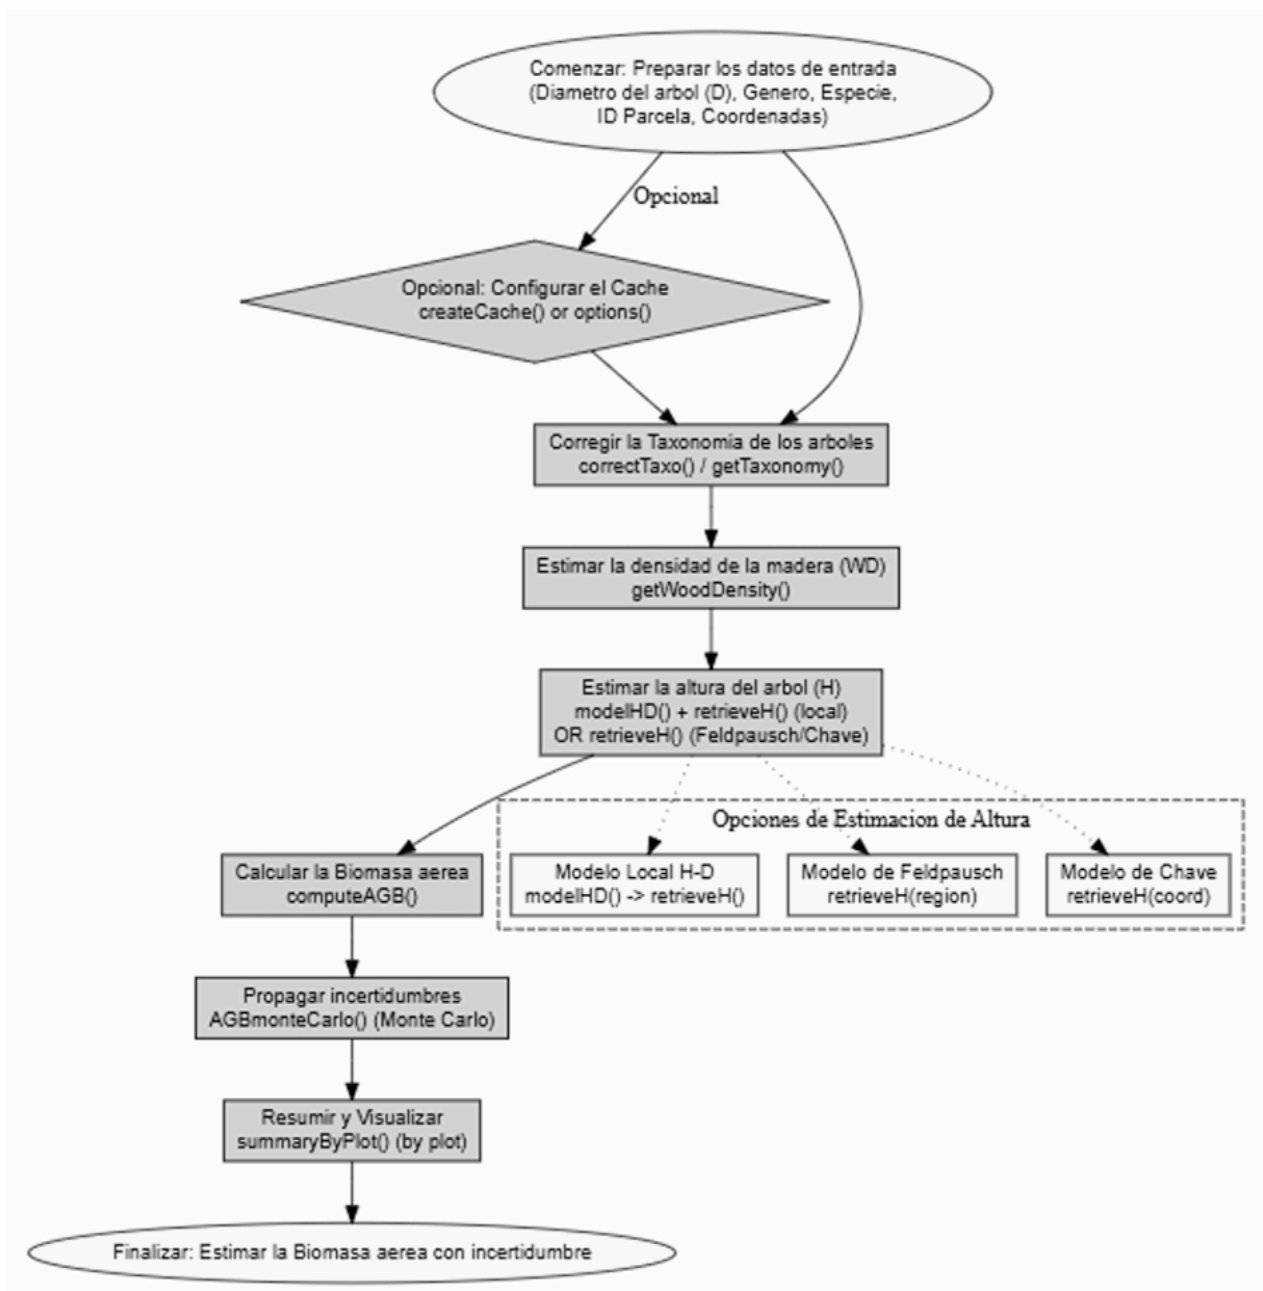 Comenzar: Preparar los datos de entrada
(Diametro del arbol (D), Genero, Especie,
ID Parcela, Coordenadas)
Opcional
Opcional: Configurar el Cache
createCache() or options()
Corregir la Taxonomia de los arboles
correctTaxo() / getTaxonomy()
Estimar la densidad de la madera (WD)
getWoodDensity()
Estimar la altura del arbol (H)
modelHD() + retrieveH() (local)
OR retrieveH() (Feldpausch/Chave)
Opciones de Estimacion de Altura
Calcular la Biomasa aerea
computeAGB()
Modelo Local H-D
modelHD() -> retrieveH()
Modelo de Feldpausch
retrieveH(region)
Modelo de Chave
retrieveH(coord)
Propagar incertidumbres
AGBmonteCarlo() (Monte Carlo)
Resumir y Visualizar
summaryByPlot() (by plot)
Finalizar: Estimar la Biomasa aerea con incertidumbre